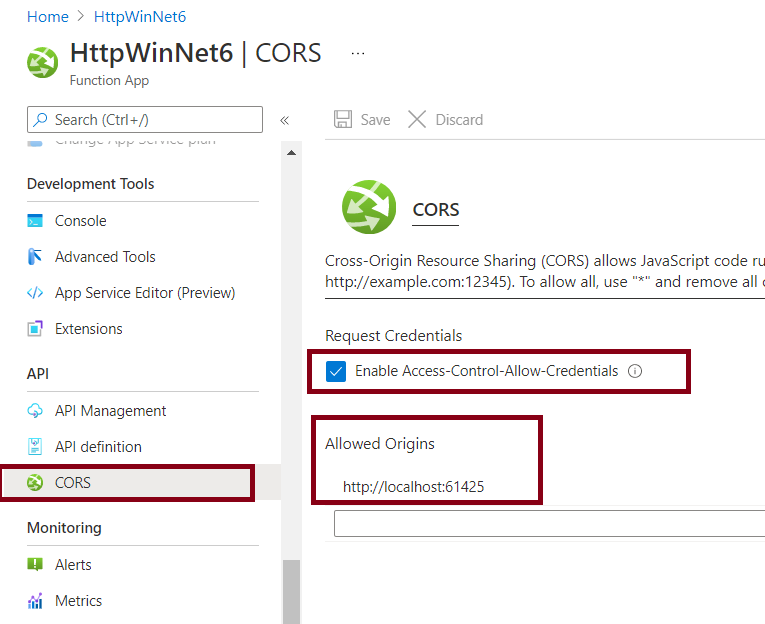 Home > HttpWinNet6
HttpWinNet6 | CORS ...
Function App
Search (Ctrl+/)
«
Save
Discard
Change App Service plan
Development Tools
Console
Advanced Tools
App Service Editor (Preview)
Extensions
API
API Management
API definition
CORS
Monitoring
Alerts
Metrics
CORS
Cross-Origin Resource Sharing (CORS) allows JavaScript code ru
http://example.com:12345). To allow all, use "*" and remove all o
Request Credentials
Enable Access-Control-Allow-Credentials
Allowed Origins
http://localhost:61425